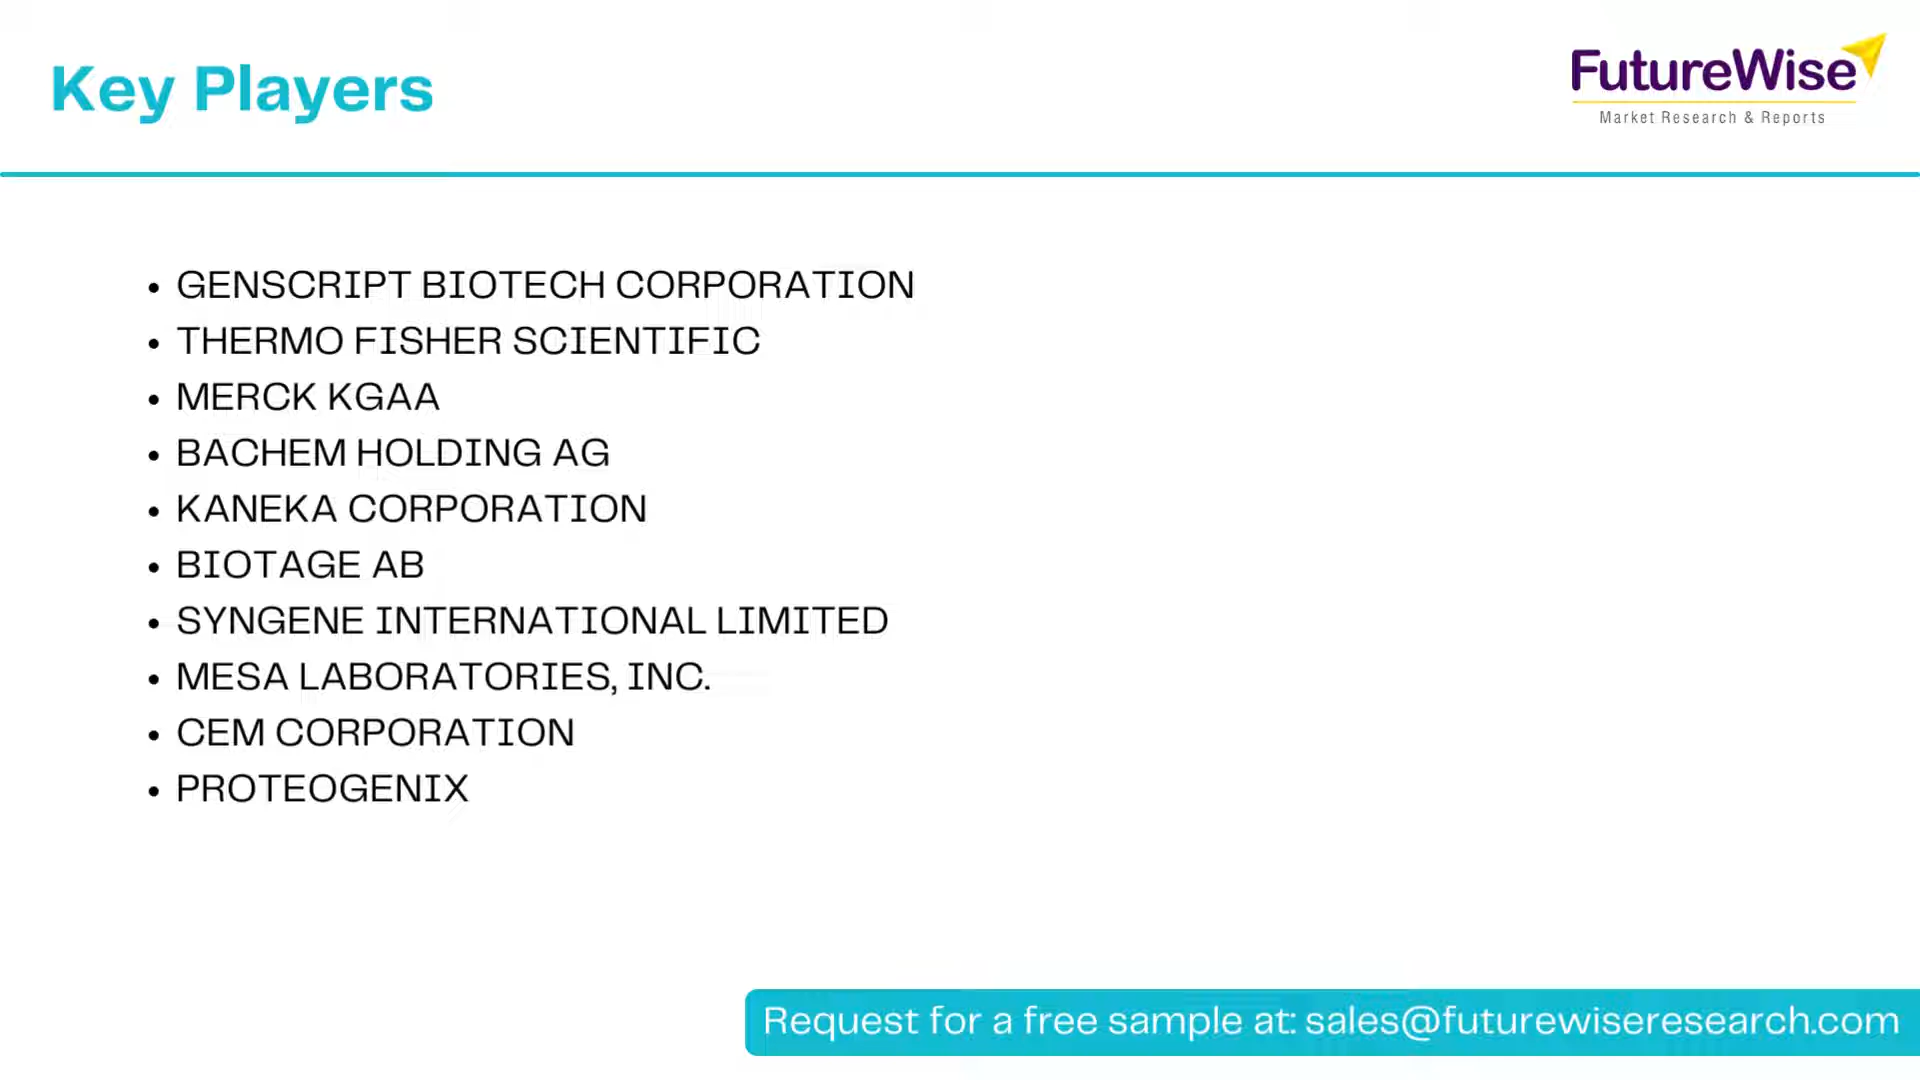 Key Players
FutureWise
Market Research & Reports
• GENSCRIPT BIOTECH CORPORATION
• THERMO FISHER SCIENTIFIC
• MERCK KGAA
• BACHEM HOLDING AG
• KANEKA CORPORATION
• BIOTAGE AB
• SYNGENE INTERNATIONAL LIMITED
• MESA LABORATORIES, INC.
• CEM CORPORATION
• PROTEOGENIX
Request for a free sample at: sales@futurewiseresearch.com